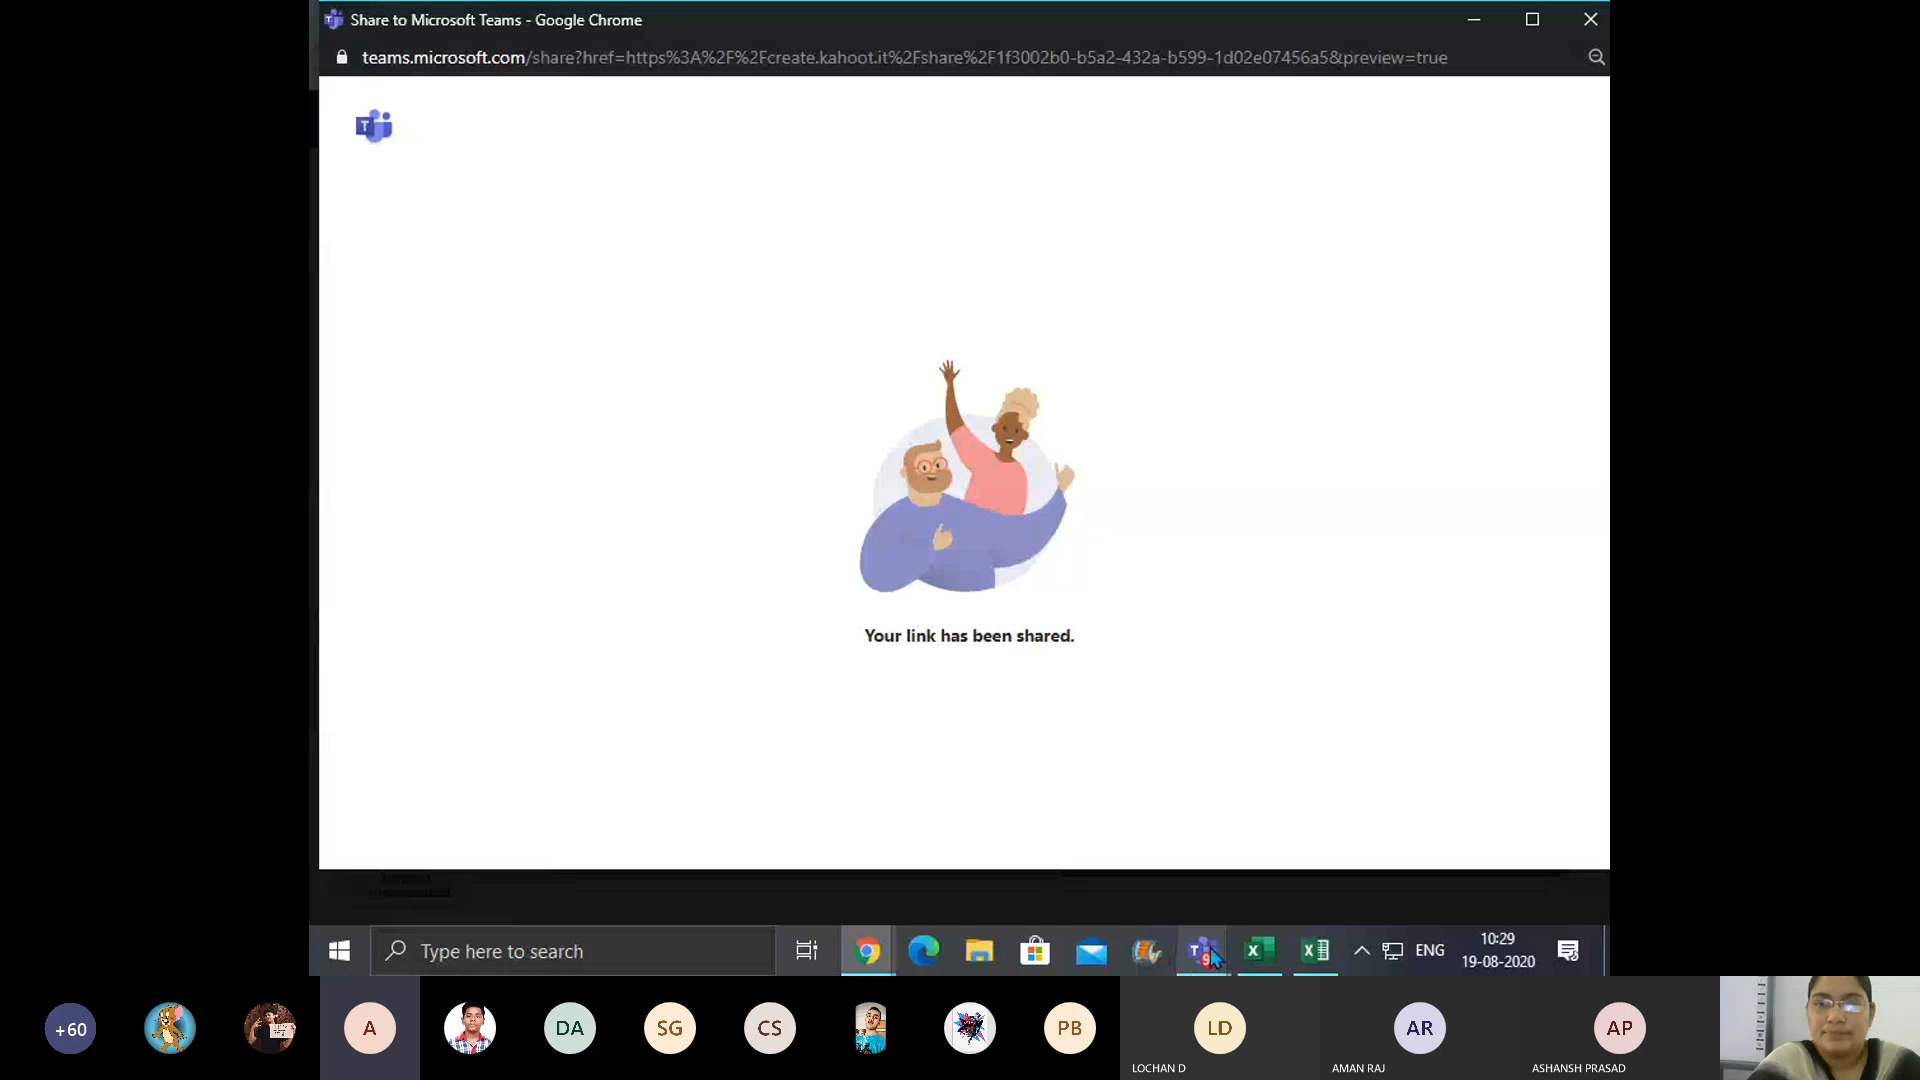 Share to Microsoft Teams - Google Chrome
teams.microsoft.com/share?href=https%3A%2F%2Fcreate.kahoot.it%2Fshare%2F1f3002b0-b5a2-432a-b599-1d02e07456a5&preview=true
T
Your link has been shared.
Type here to search
ENG
10:29
19-08-2020
+60
A
DA
SG
CS
PB
LD
LOCHAN D
AR
AMAN RAJ
AP
ASHANSH PRASAD